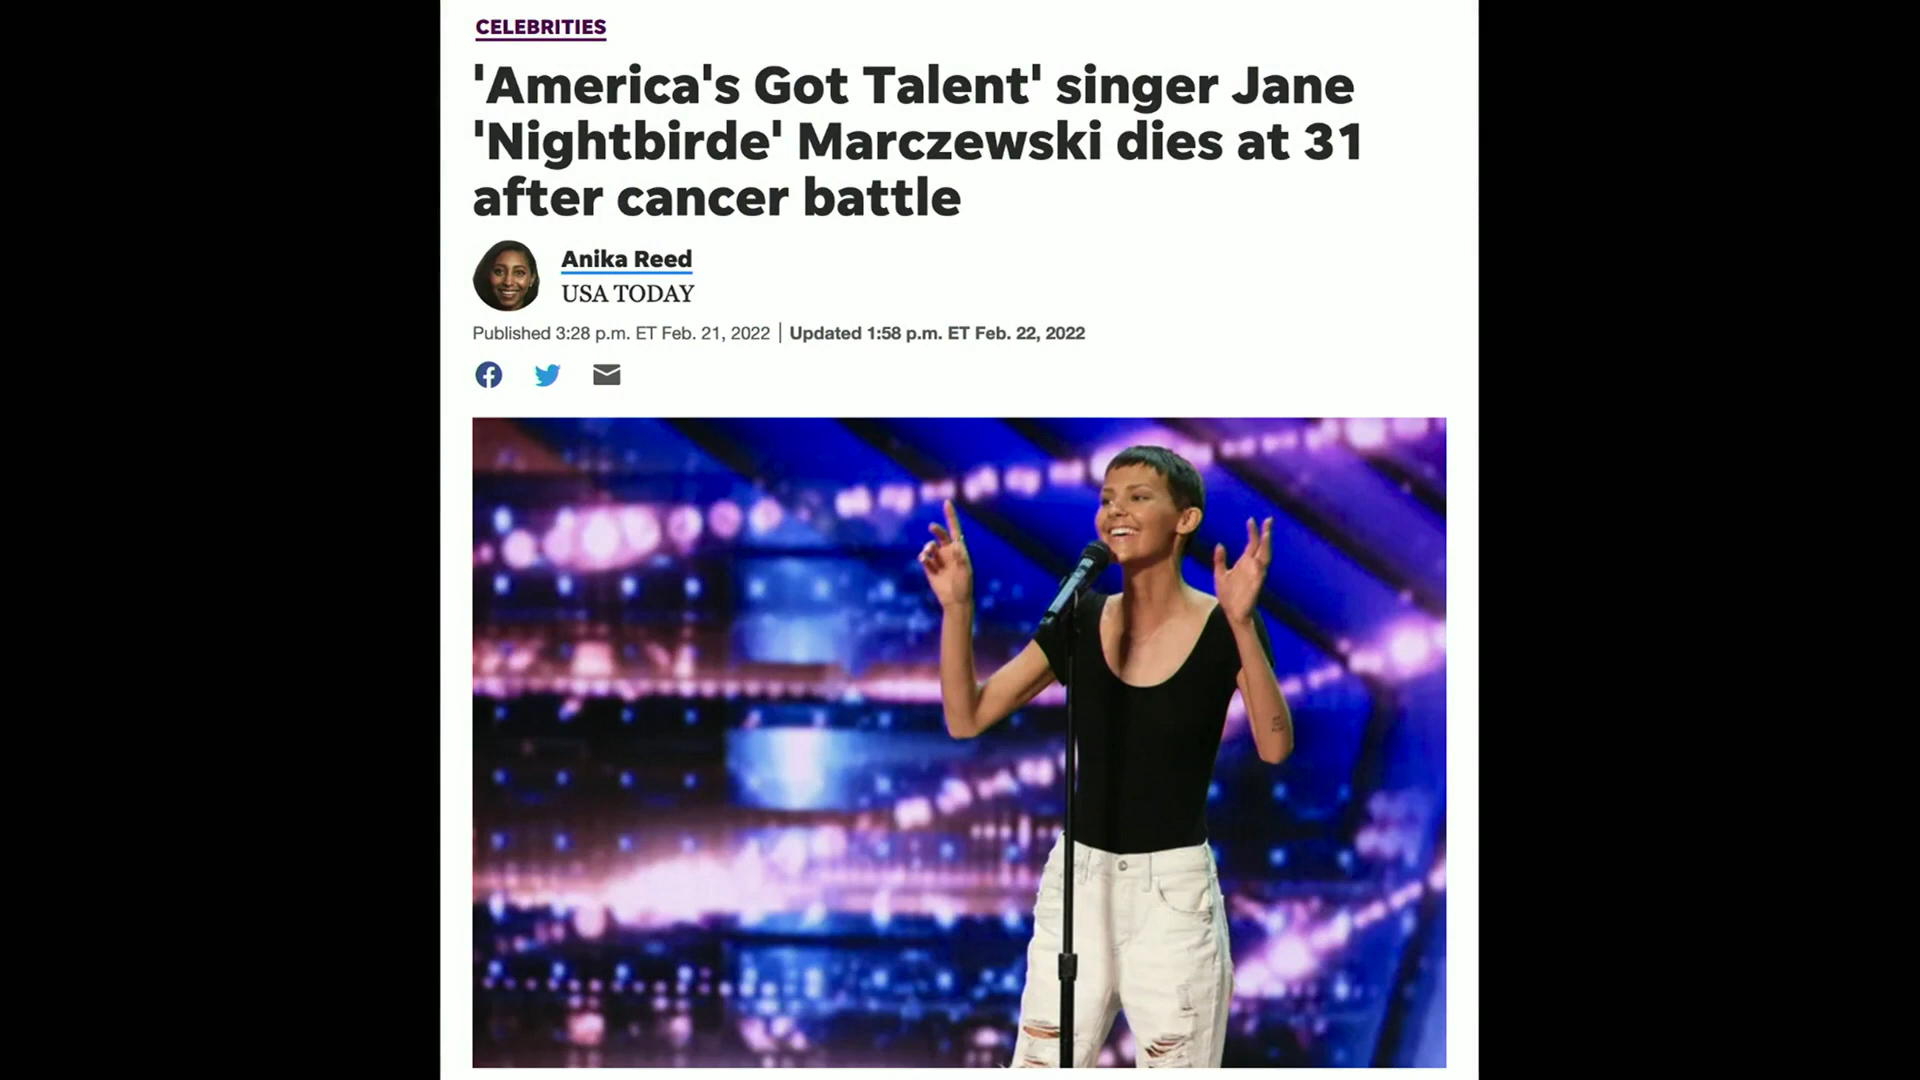 CELEBRITIES
'America's Got Talent' singer Jane
'Nightbirde' Marczewski dies at 31
after cancer battle
Anika Reed
USA TODAY
Published 3:28 p.m. ET Feb. 21, 2022 | Updated 1:58 p.m. ET Feb. 22, 2022